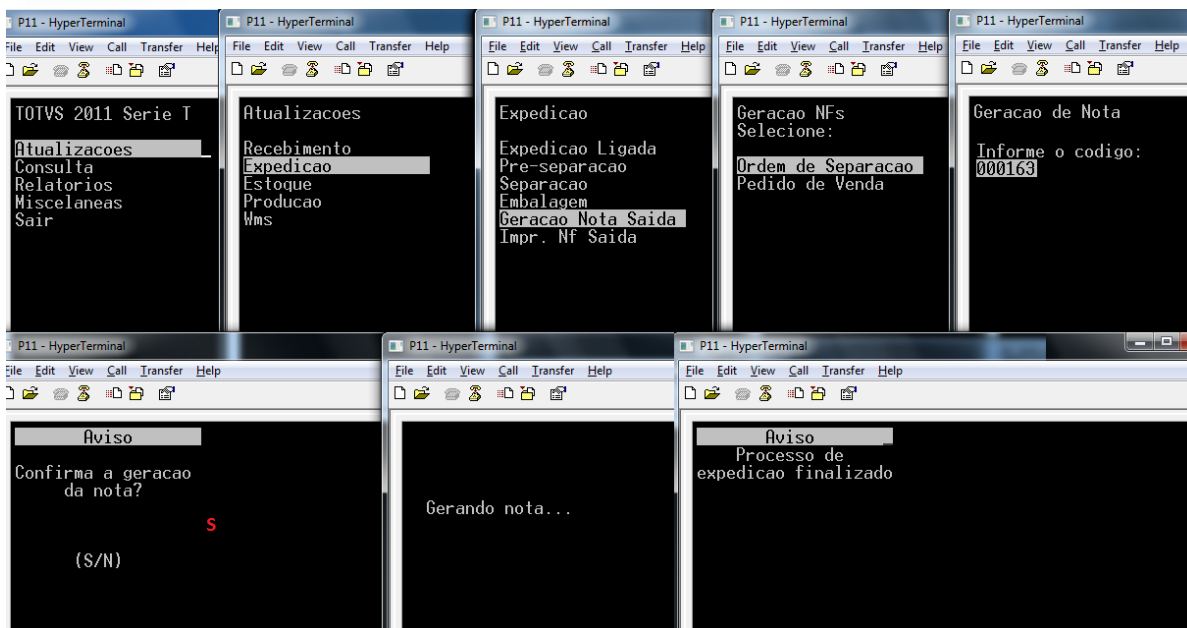 P11 - HyperTerminal
File Edit View Call Transfer Help
TOTVS 2011 Serie T
Atualizacoes
Consulta
Relatorios
Miscelaneas
Sair
P11 - HyperTerminal
File Edit View Call Transfer Help
Atualizacoes
Recebimento
Expedicao
Estoque
Producao
Wms
P11 - HyperTerminal
File Edit View Call Transfer Help
Expedicao
Expedicao Ligada
Pre-separacao
Separacao
Embalagem
Geracao Nota Saida
Impr. Nf Saida
P11 - HyperTerminal
File Edit View Call Transfer Help
Geracao NFs
Selecione:
Ordem de Separacao
Pedido de Venda
P11 - HyperTerminal
File Edit View Call Transfer Help
Geracao de Nota
Informe o codigo:
000163
P11 - HyperTerminal
File Edit View Call Transfer Help
Aviso
Confirma a geracao
da nota?
S
(S/N)
P11 - HyperTerminal
File Edit View Call Transfer Help
Gerando nota...
P11 - HyperTerminal
File Edit View Call Transfer Help
Aviso
Processo de
expedicao finalizado